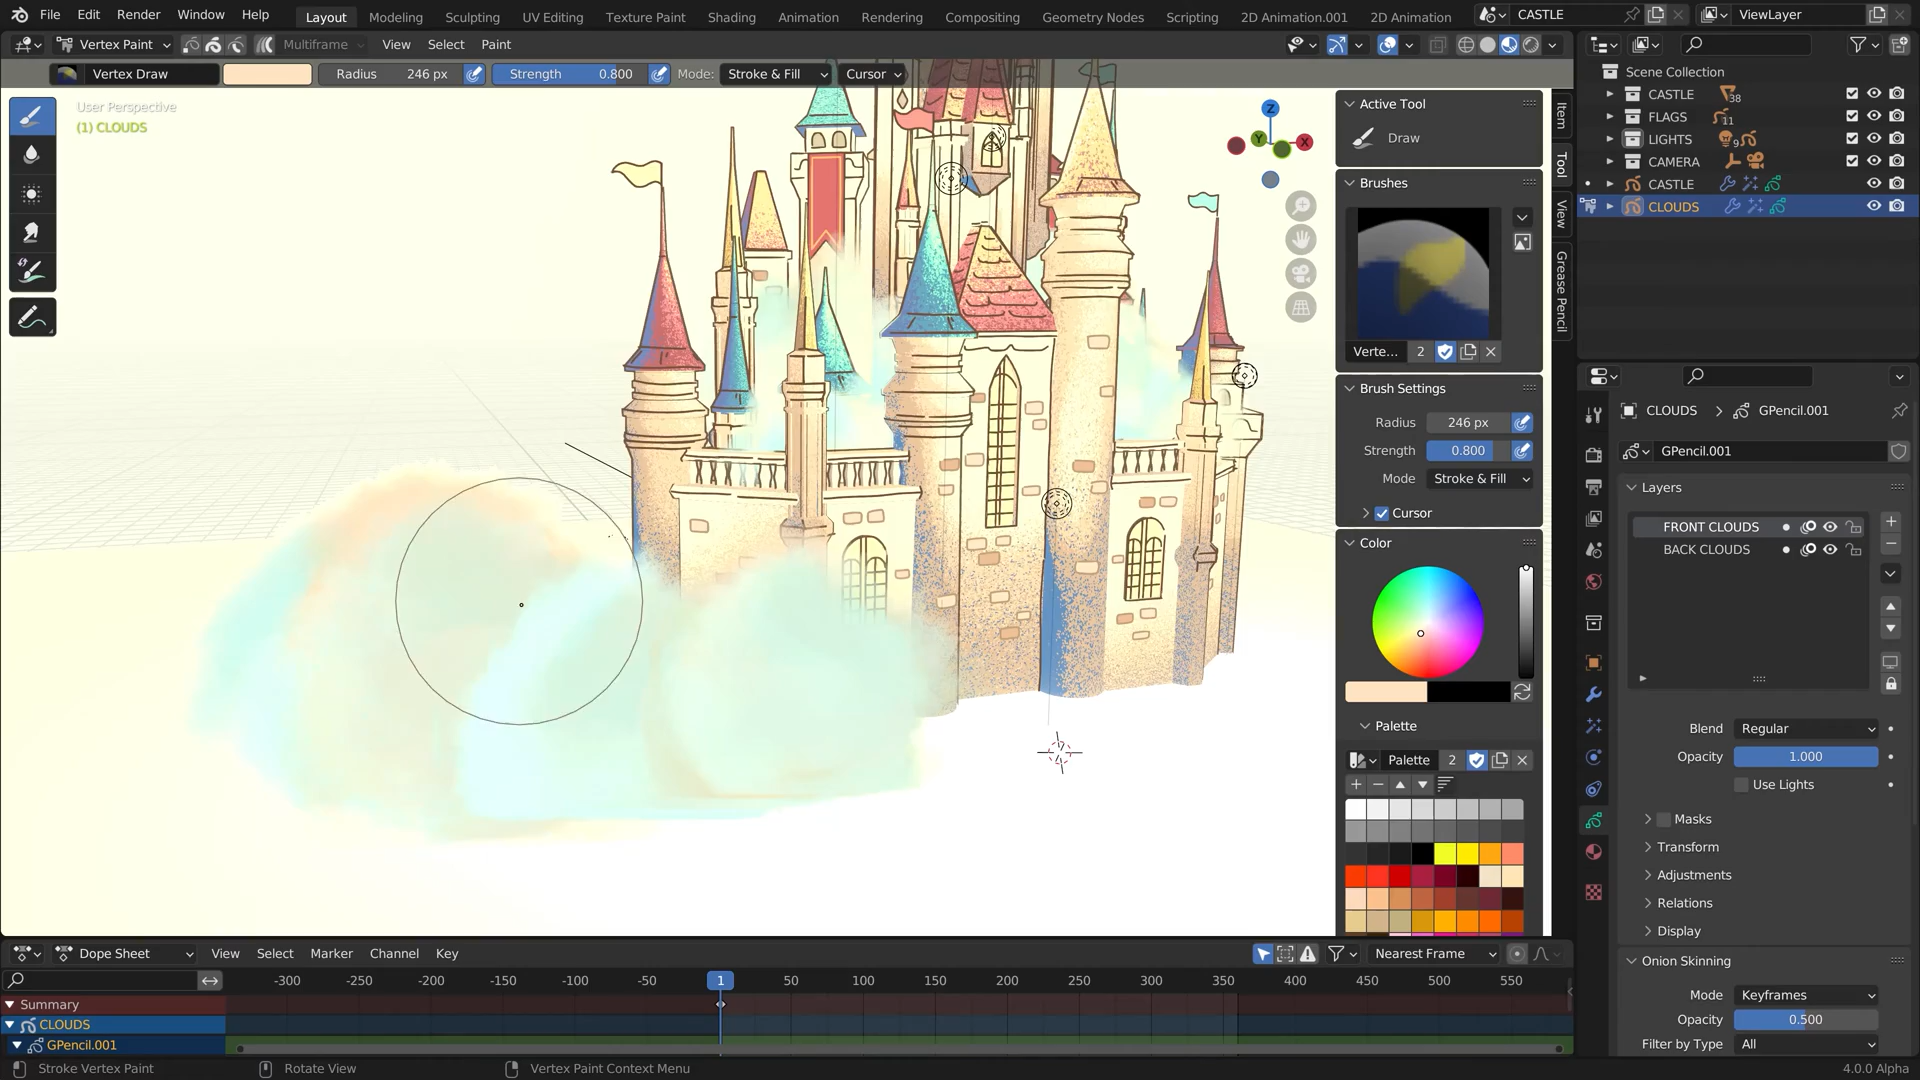 File Edit Render Window Help Layout Modeling Sculpting UV Editing Texture Paint Shading Animation Rendering Compositing Geometry Nodes Scripting 2D Animation.001 2D Animation CASTLE ViewLayer
Vertex Paint Multiframe View Select Paint
Vertex Draw Radius 246 px Strength 0.800 Mode: Stroke & Fill Cursor
User Perspective
(1) CLOUDS
Z
Y
X
Active Tool
Draw
Brushes
Verte... 2
Brush Settings
Radius 246 px
Strength 0.800
Mode Stroke & Fill
Cursor
Color
Palette
Palette 2
Item
Tool
View
Grease Pencil
Scene Collection
CASTLE 38
FLAGS 11
LIGHTS 9
CAMERA
CASTLE
CLOUDS
CLOUDS GPencil.001
GPencil.001
Layers
FRONT CLOUDS
BACK CLOUDS
Blend Regular
Opacity 1.000
Use Lights
Masks
Transform
Adjustments
Relations
Display
Onion Skinning
Mode Keyframes
Opacity 0.500
Filter by Type All
Dope Sheet View Select Marker Channel Key Nearest Frame
-300 -250 -200 -150 -100 -50 1 50 100 150 200 250 300 350 400 450 500 550
Summary
CLOUDS
GPencil.001
Stroke Vertex Paint Rotate View Vertex Paint Context Menu 4.0.0 Alpha